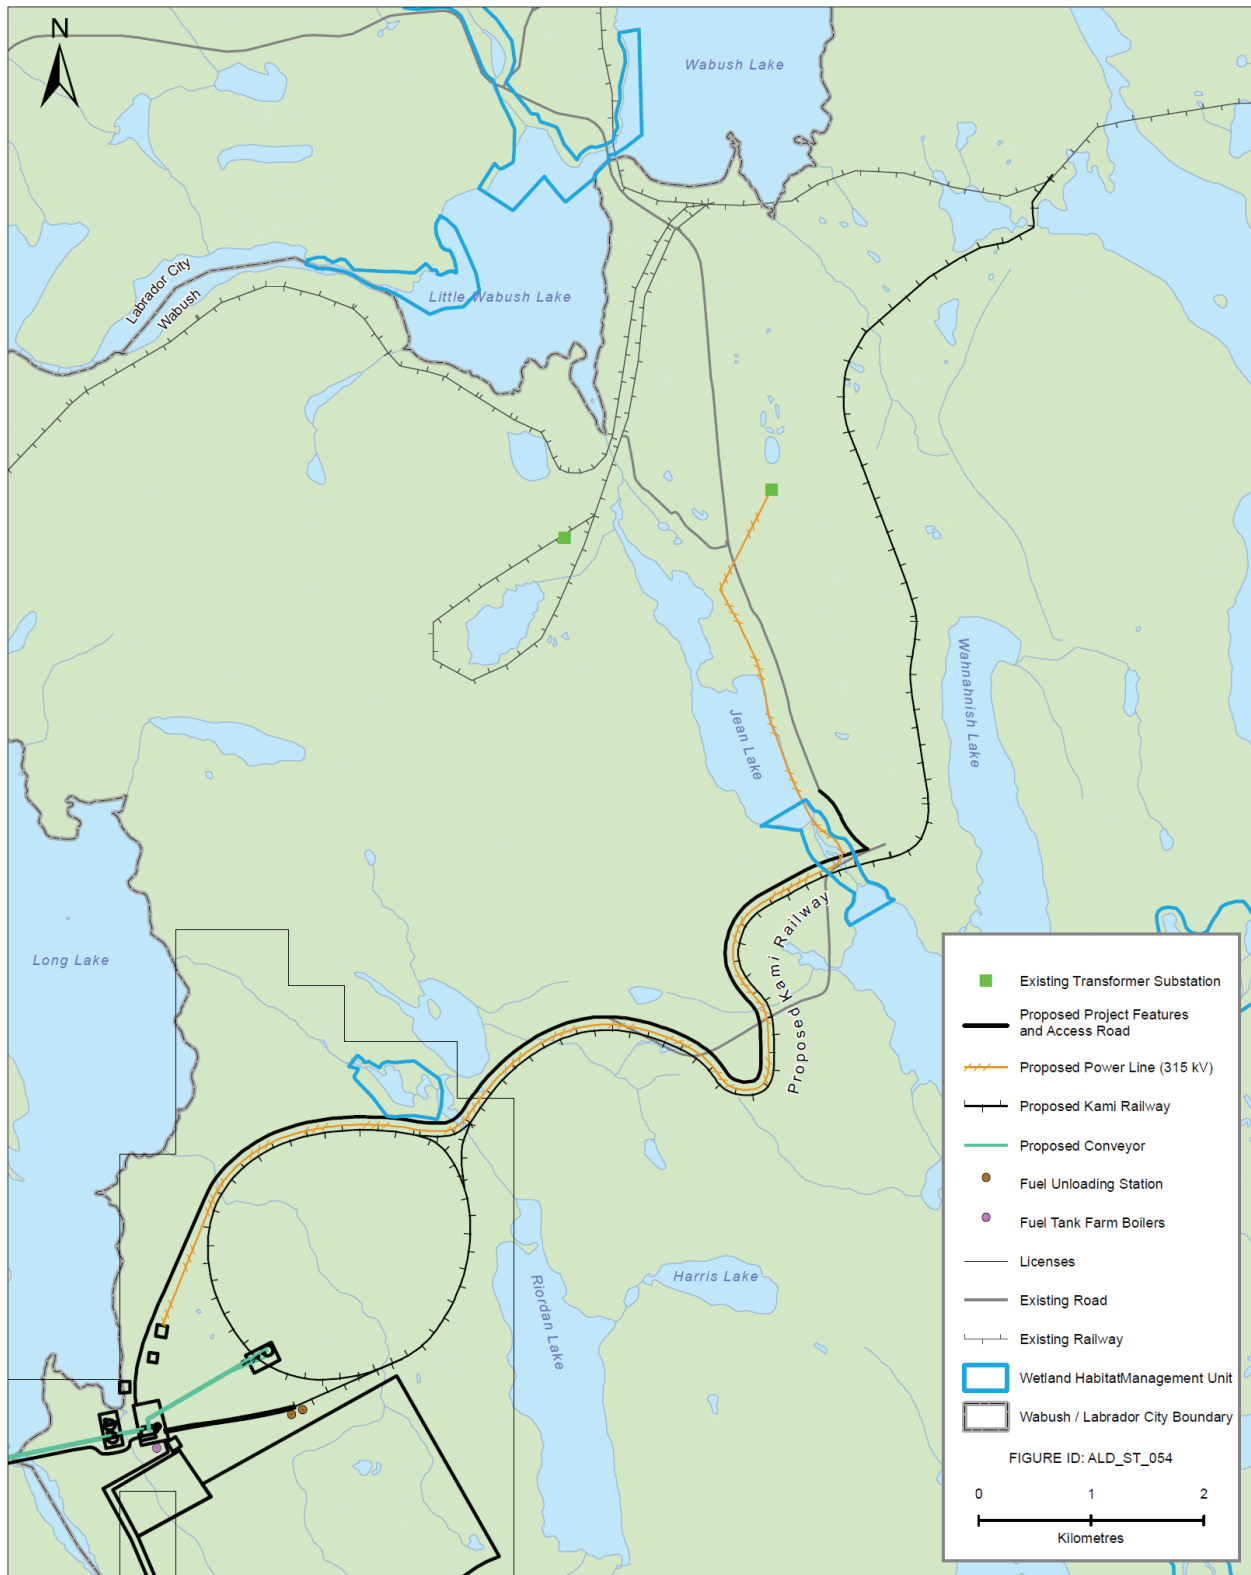 N
Wabush Lake
Labrador City
Wabush
Little Wabush Lake
Jean Lake
Wahnahnish Lake
Proposed Kami Railway
Long Lake
Riordan Lake
Harris Lake
Existing Transformer Substation
Proposed Project Features
and Access Road
Proposed Power Line (315 kV)
Proposed Kami Railway
Proposed Conveyor
Fuel Unloading Station
Fuel Tank Farm Boilers
Licenses
Existing Road
Existing Railway
Wetland HabitatManagement Unit
Wabush / Labrador City Boundary
FIGURE ID: ALD_ST_054
0 1 2
Kilometres